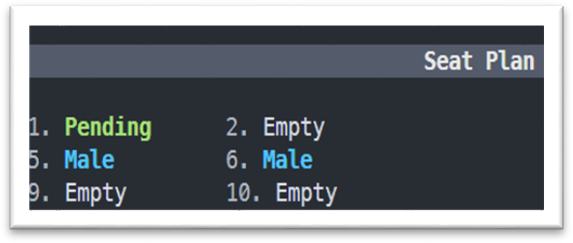 Seat Plan
1. Pending 2. Empty
5. Male 6. Male
9. Empty 10. Empty